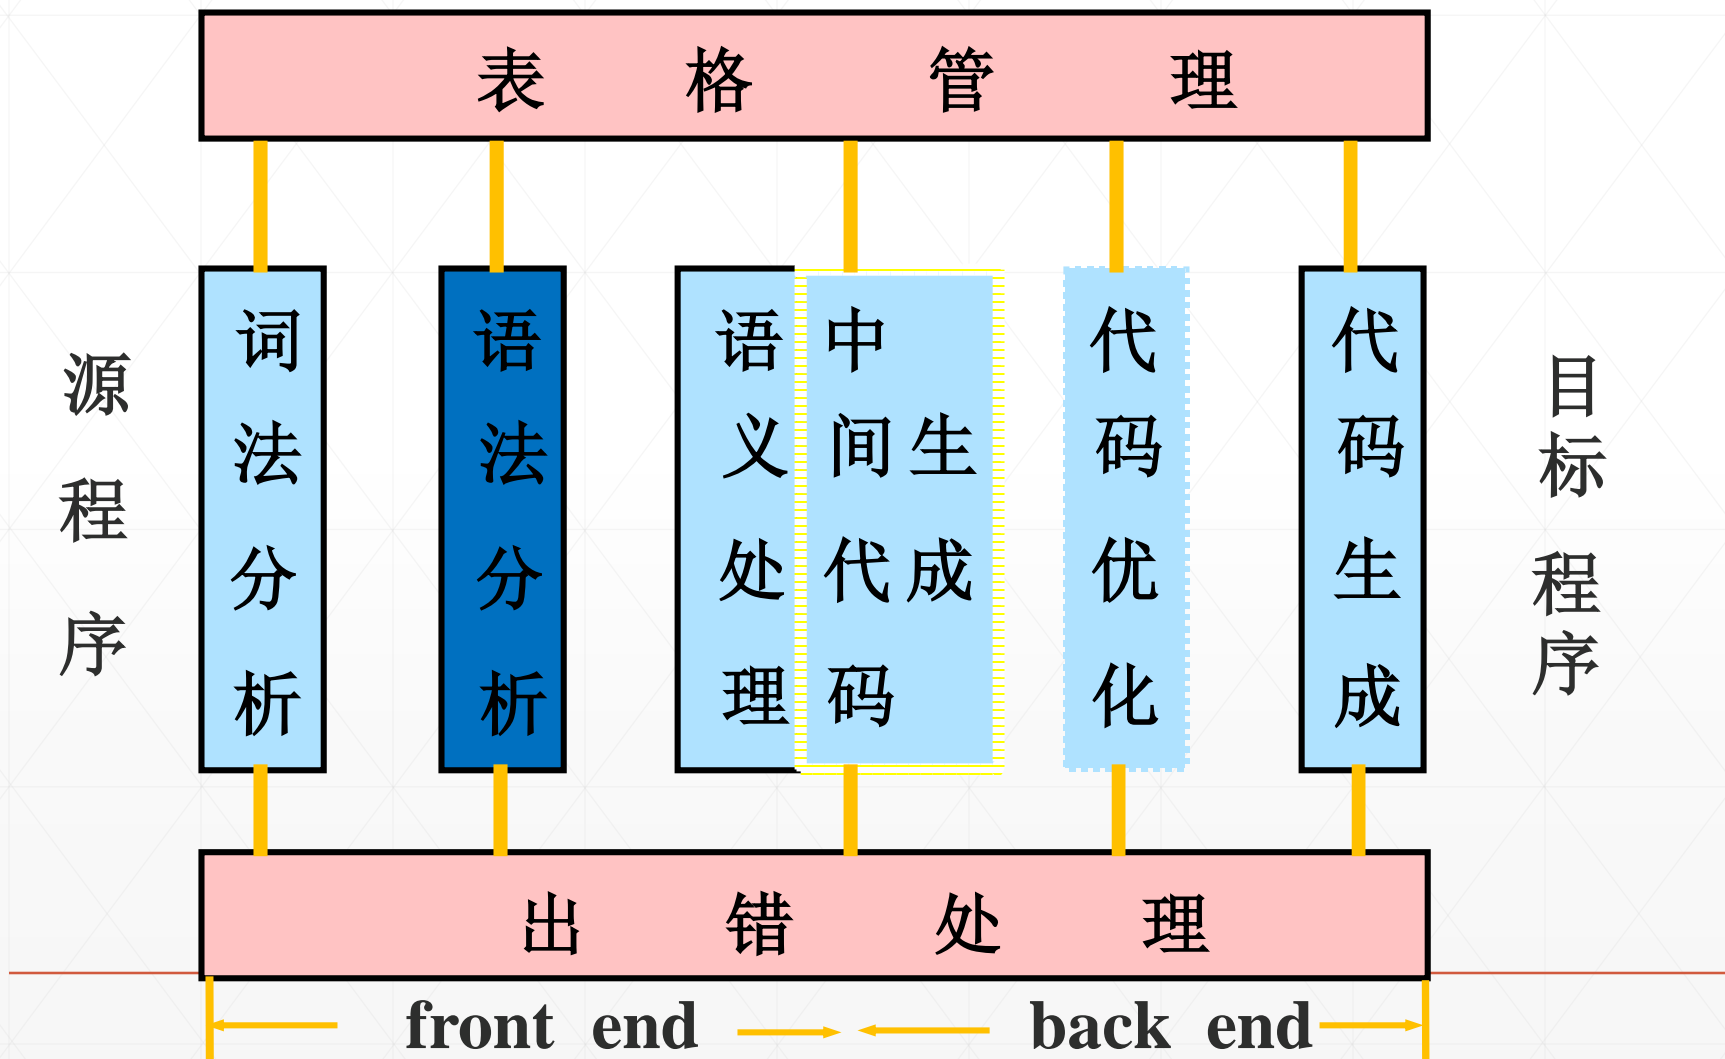 表格管理
源程序
词法分析
语法分析
语义处理
中间代码
生成
代码优化
代码生成
目标程序
出错处理
front end
back end